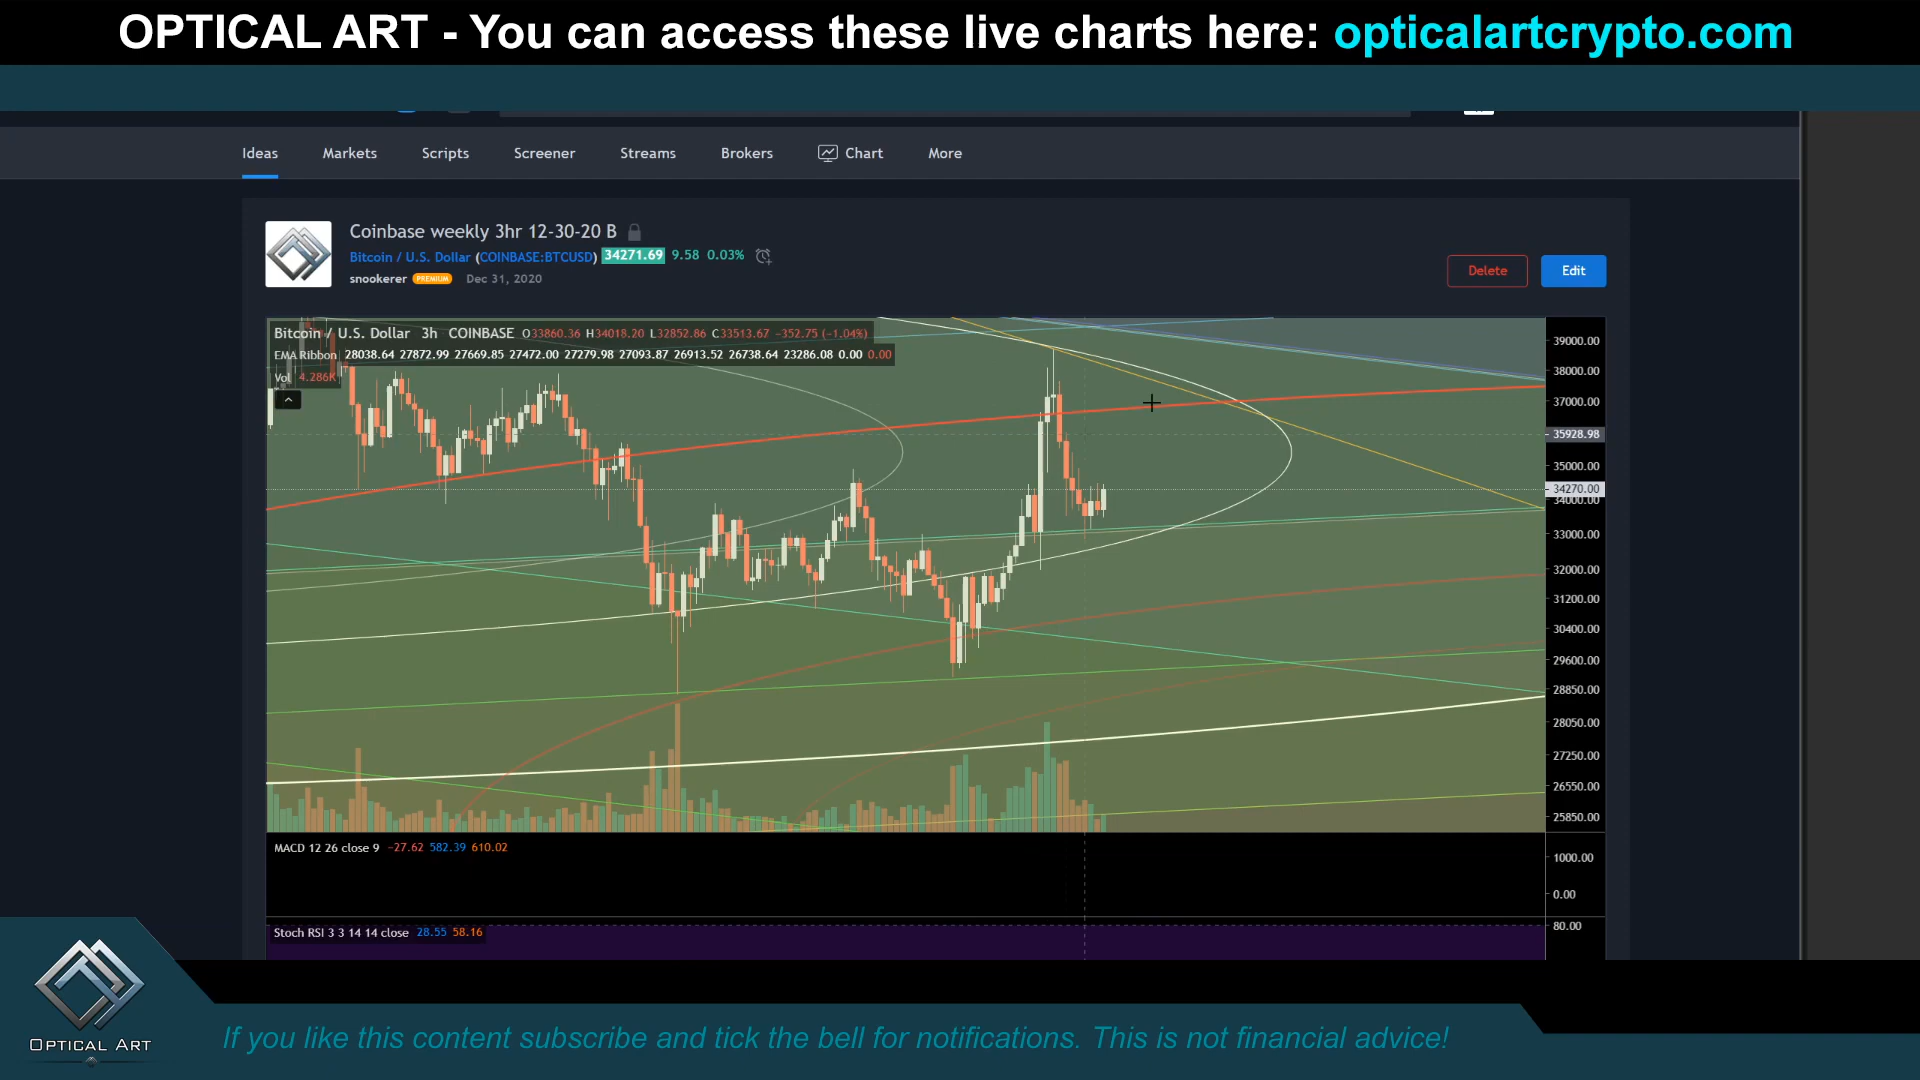 OPTICAL ART - You can access these live charts here: opticalartcrypto.com
Ideas Markets Scripts Screener Streams Brokers Chart More
Coinbase weekly 3hr 12-30-20 B
Bitcoin / U.S. Dollar (COINBASE:BTCUSD) 34271.69 9.58 0.03%
snookerer PREMIUM Dec 31, 2020
Delete Edit
Bitcoin / U.S. Dollar 3h COINBASE O33860.36 H34018.20 L32852.86 C33513.67 −352.75 (−1.04%)
EMA Ribbon 28038.64 27872.99 27669.85 27472.00 27279.98 27093.87 26913.52 26738.64 23286.08 0.00 0.00
Vol 4.286K
39000.00
38000.00
37000.00
35928.98
35000.00
34270.00
34000.00
33000.00
32000.00
31200.00
30400.00
29600.00
28850.00
28050.00
27250.00
26550.00
25850.00
MACD 12 26 close 9 −27.62 582.39 610.02
1000.00
0.00
Stoch RSI 3 3 14 14 close 28.55 58.16
80.00
OPTICAL ART
If you like this content subscribe and tick the bell for notifications. This is not financial advice!